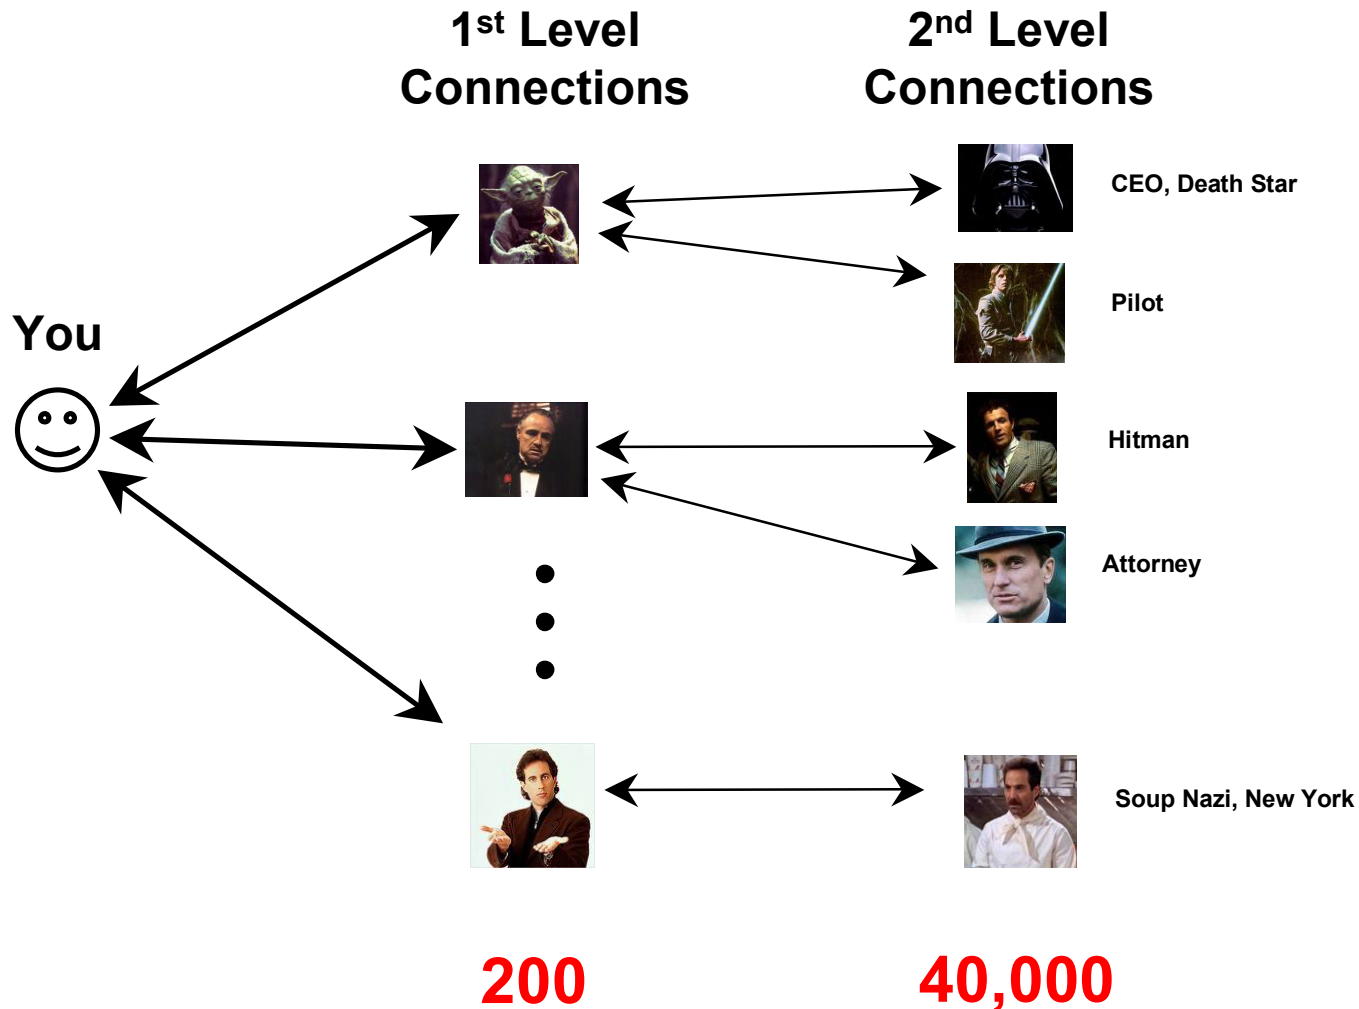 1st Level
Connections
2nd Level
Connections
CEO, Death Star
Pilot
You
Hitman
Attorney
Soup Nazi, New York
200
40,000